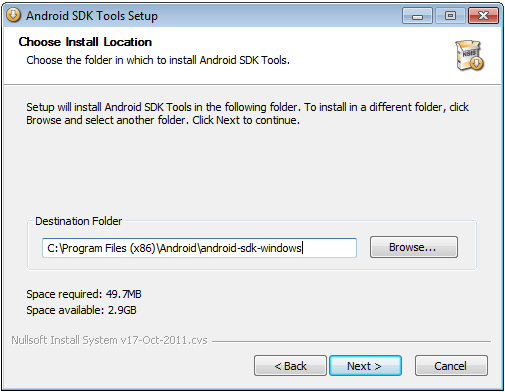 Android SDK Tools Setup
Choose Install Location
Choose the folder in which to install Android SDK Tools.
NSIS
Setup will install Android SDK Tools in the following folder. To install in a different folder, click
Browse and select another folder. Click Next to continue.
Destination Folder
C:\Program Files (x86)\Android\android-sdk-windows
Browse...
Space required: 49.7MB
Space available: 2.9GB
Nullsoft Install System v17-Oct-2011.cvs
< Back
Next >
Cancel